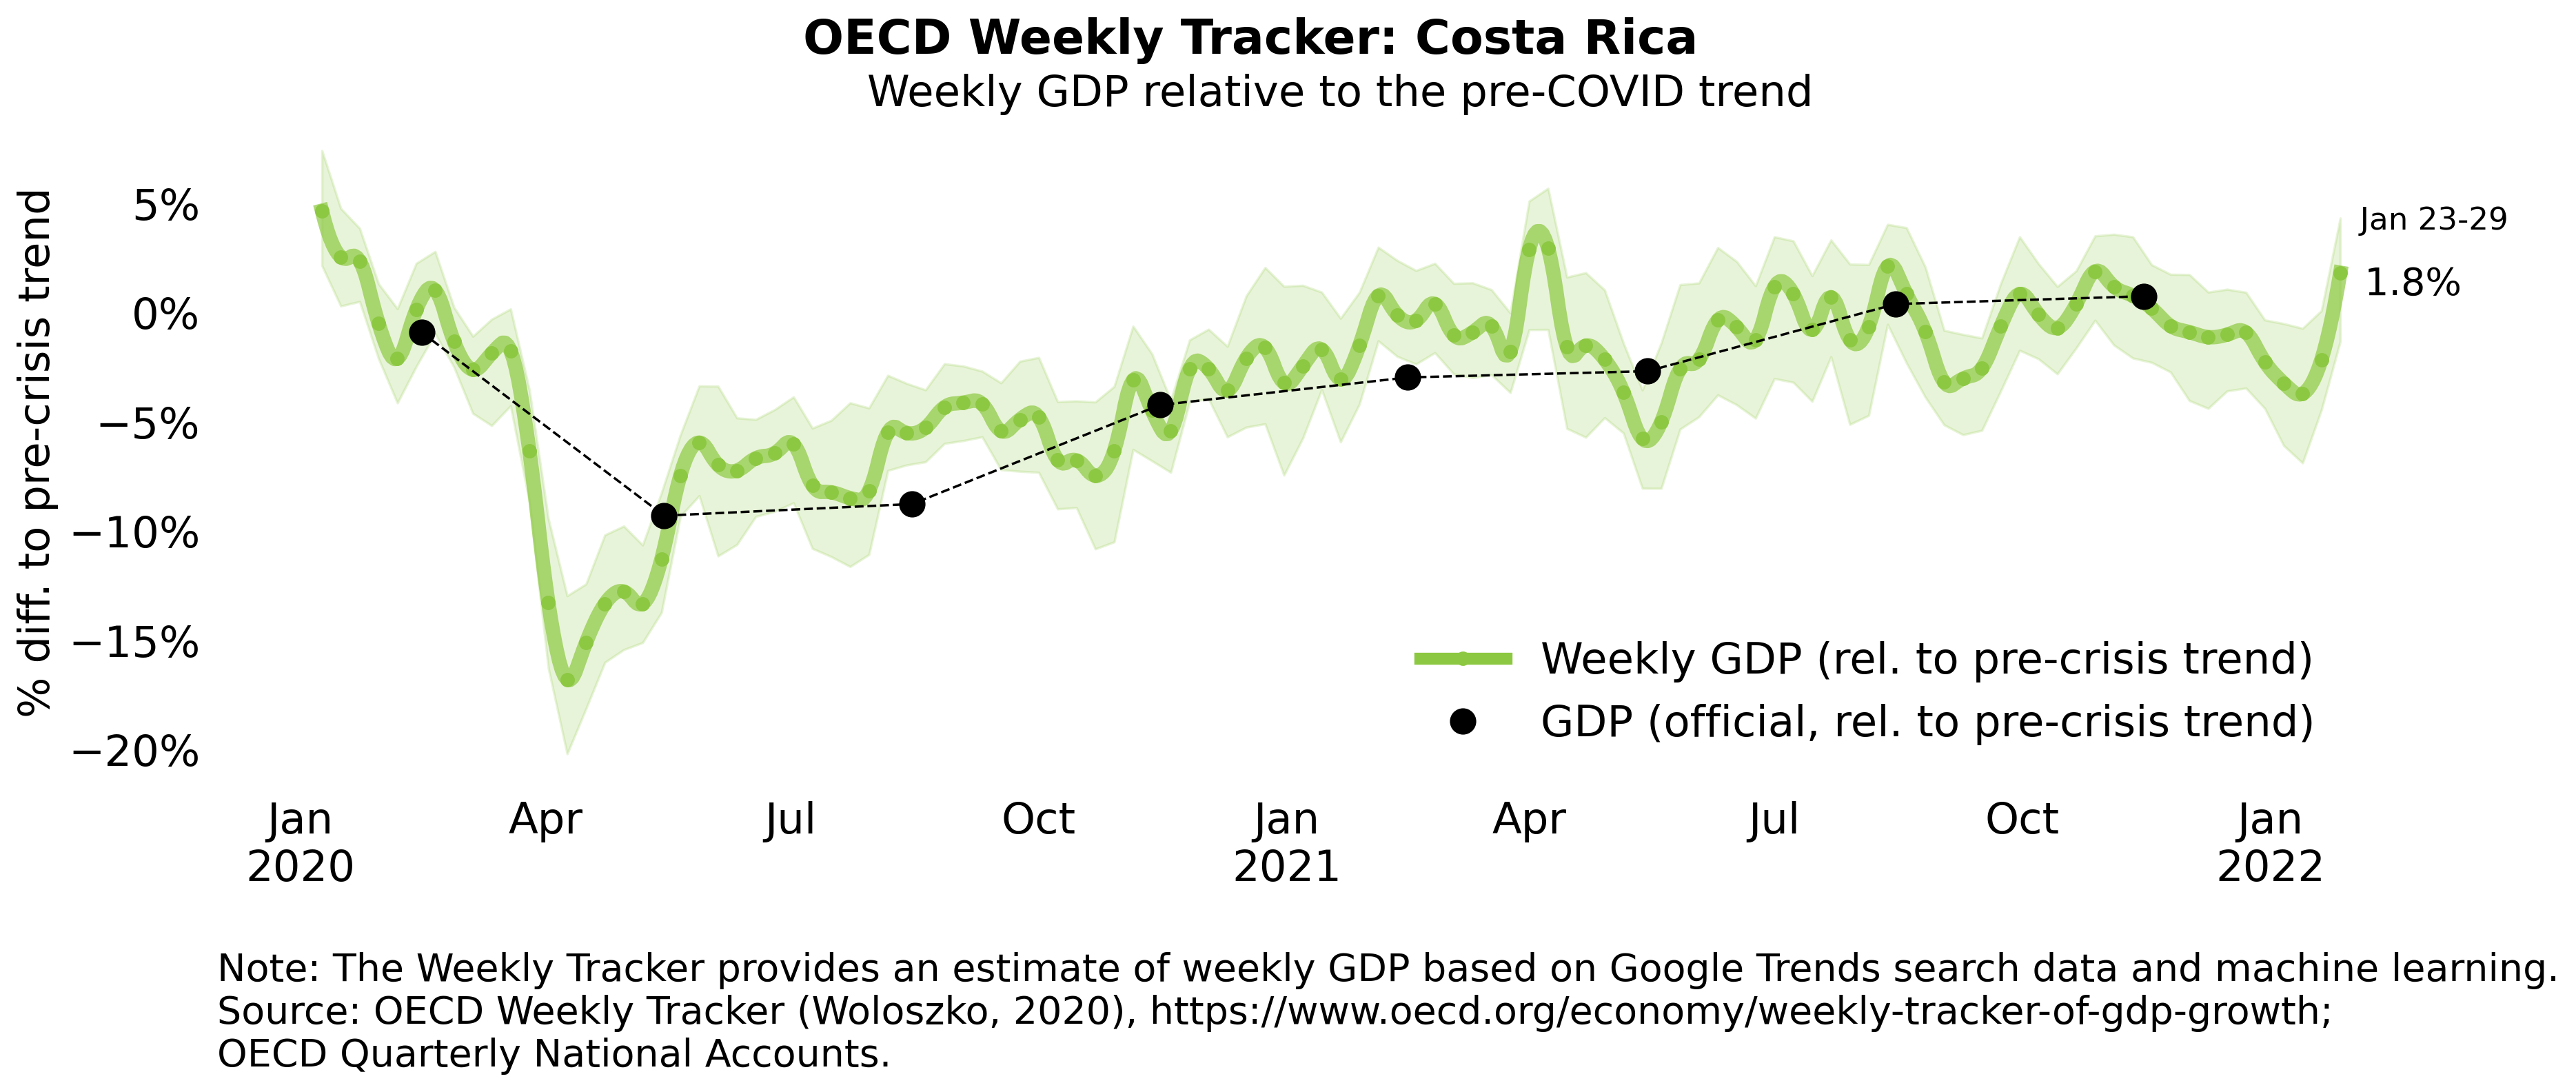 OECD Weekly Tracker: Costa Rica
Weekly GDP relative to the pre-COVID trend
% diff. to pre-crisis trend
5%
0%
−5%
−10%
−15%
−20%
Jan 23-29
1.8%
Weekly GDP (rel. to pre-crisis trend)
GDP (official, rel. to pre-crisis trend)
Jan Apr Jul Oct Jan Apr Jul Oct Jan
2020 2021 2022
Note: The Weekly Tracker provides an estimate of weekly GDP based on Google Trends search data and machine learning.
Source: OECD Weekly Tracker (Woloszko, 2020), https://www.oecd.org/economy/weekly-tracker-of-gdp-growth;
OECD Quarterly National Accounts.